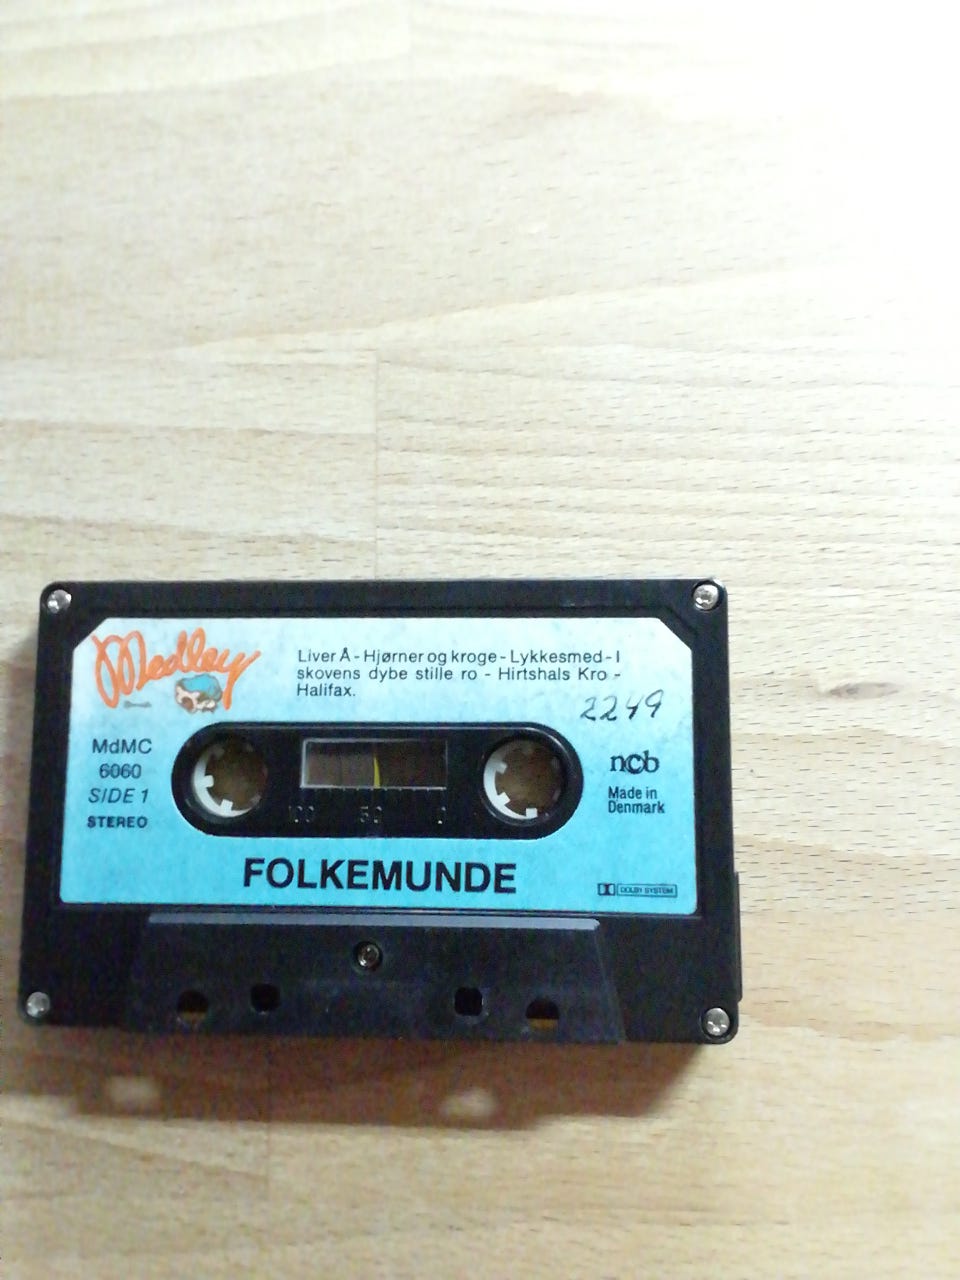 Medley
Liver Å - Hjørner og kroge - Lykkesmed - I
skovens dybe stille ro - Hirtshals Kro -
Halifax.
2249
MdMC
6060
SIDE 1
STEREO
100 50 0
ncb
Made in
Denmark
FOLKEMUNDE
DOLBY SYSTEM